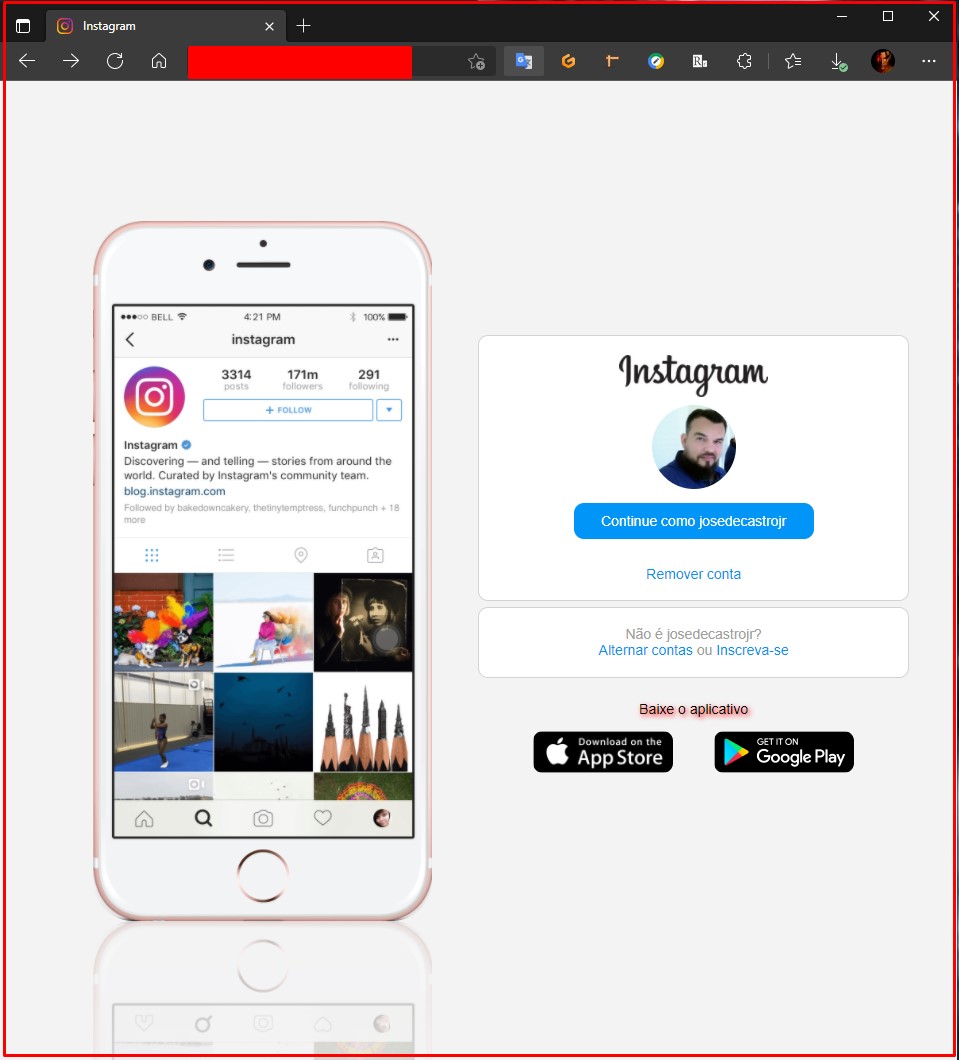 Instagram
BELL
4:21 PM
100%
instagram
3314
171m
291
posts
followers
following
+ FOLLOW
Instagram
Discovering — and telling — stories from around the
world. Curated by Instagram's community team.
blog.instagram.com
Followed by bakedowncakery, thetinytemptress, funchpunch + 18
more
Instagram
Continue como josedecastrojr
Remover conta
Não é josedecastrojr?
Alternar contas ou Inscreva-se
Baixe o aplicativo
Download on the
App Store
GET IT ON
Google Play